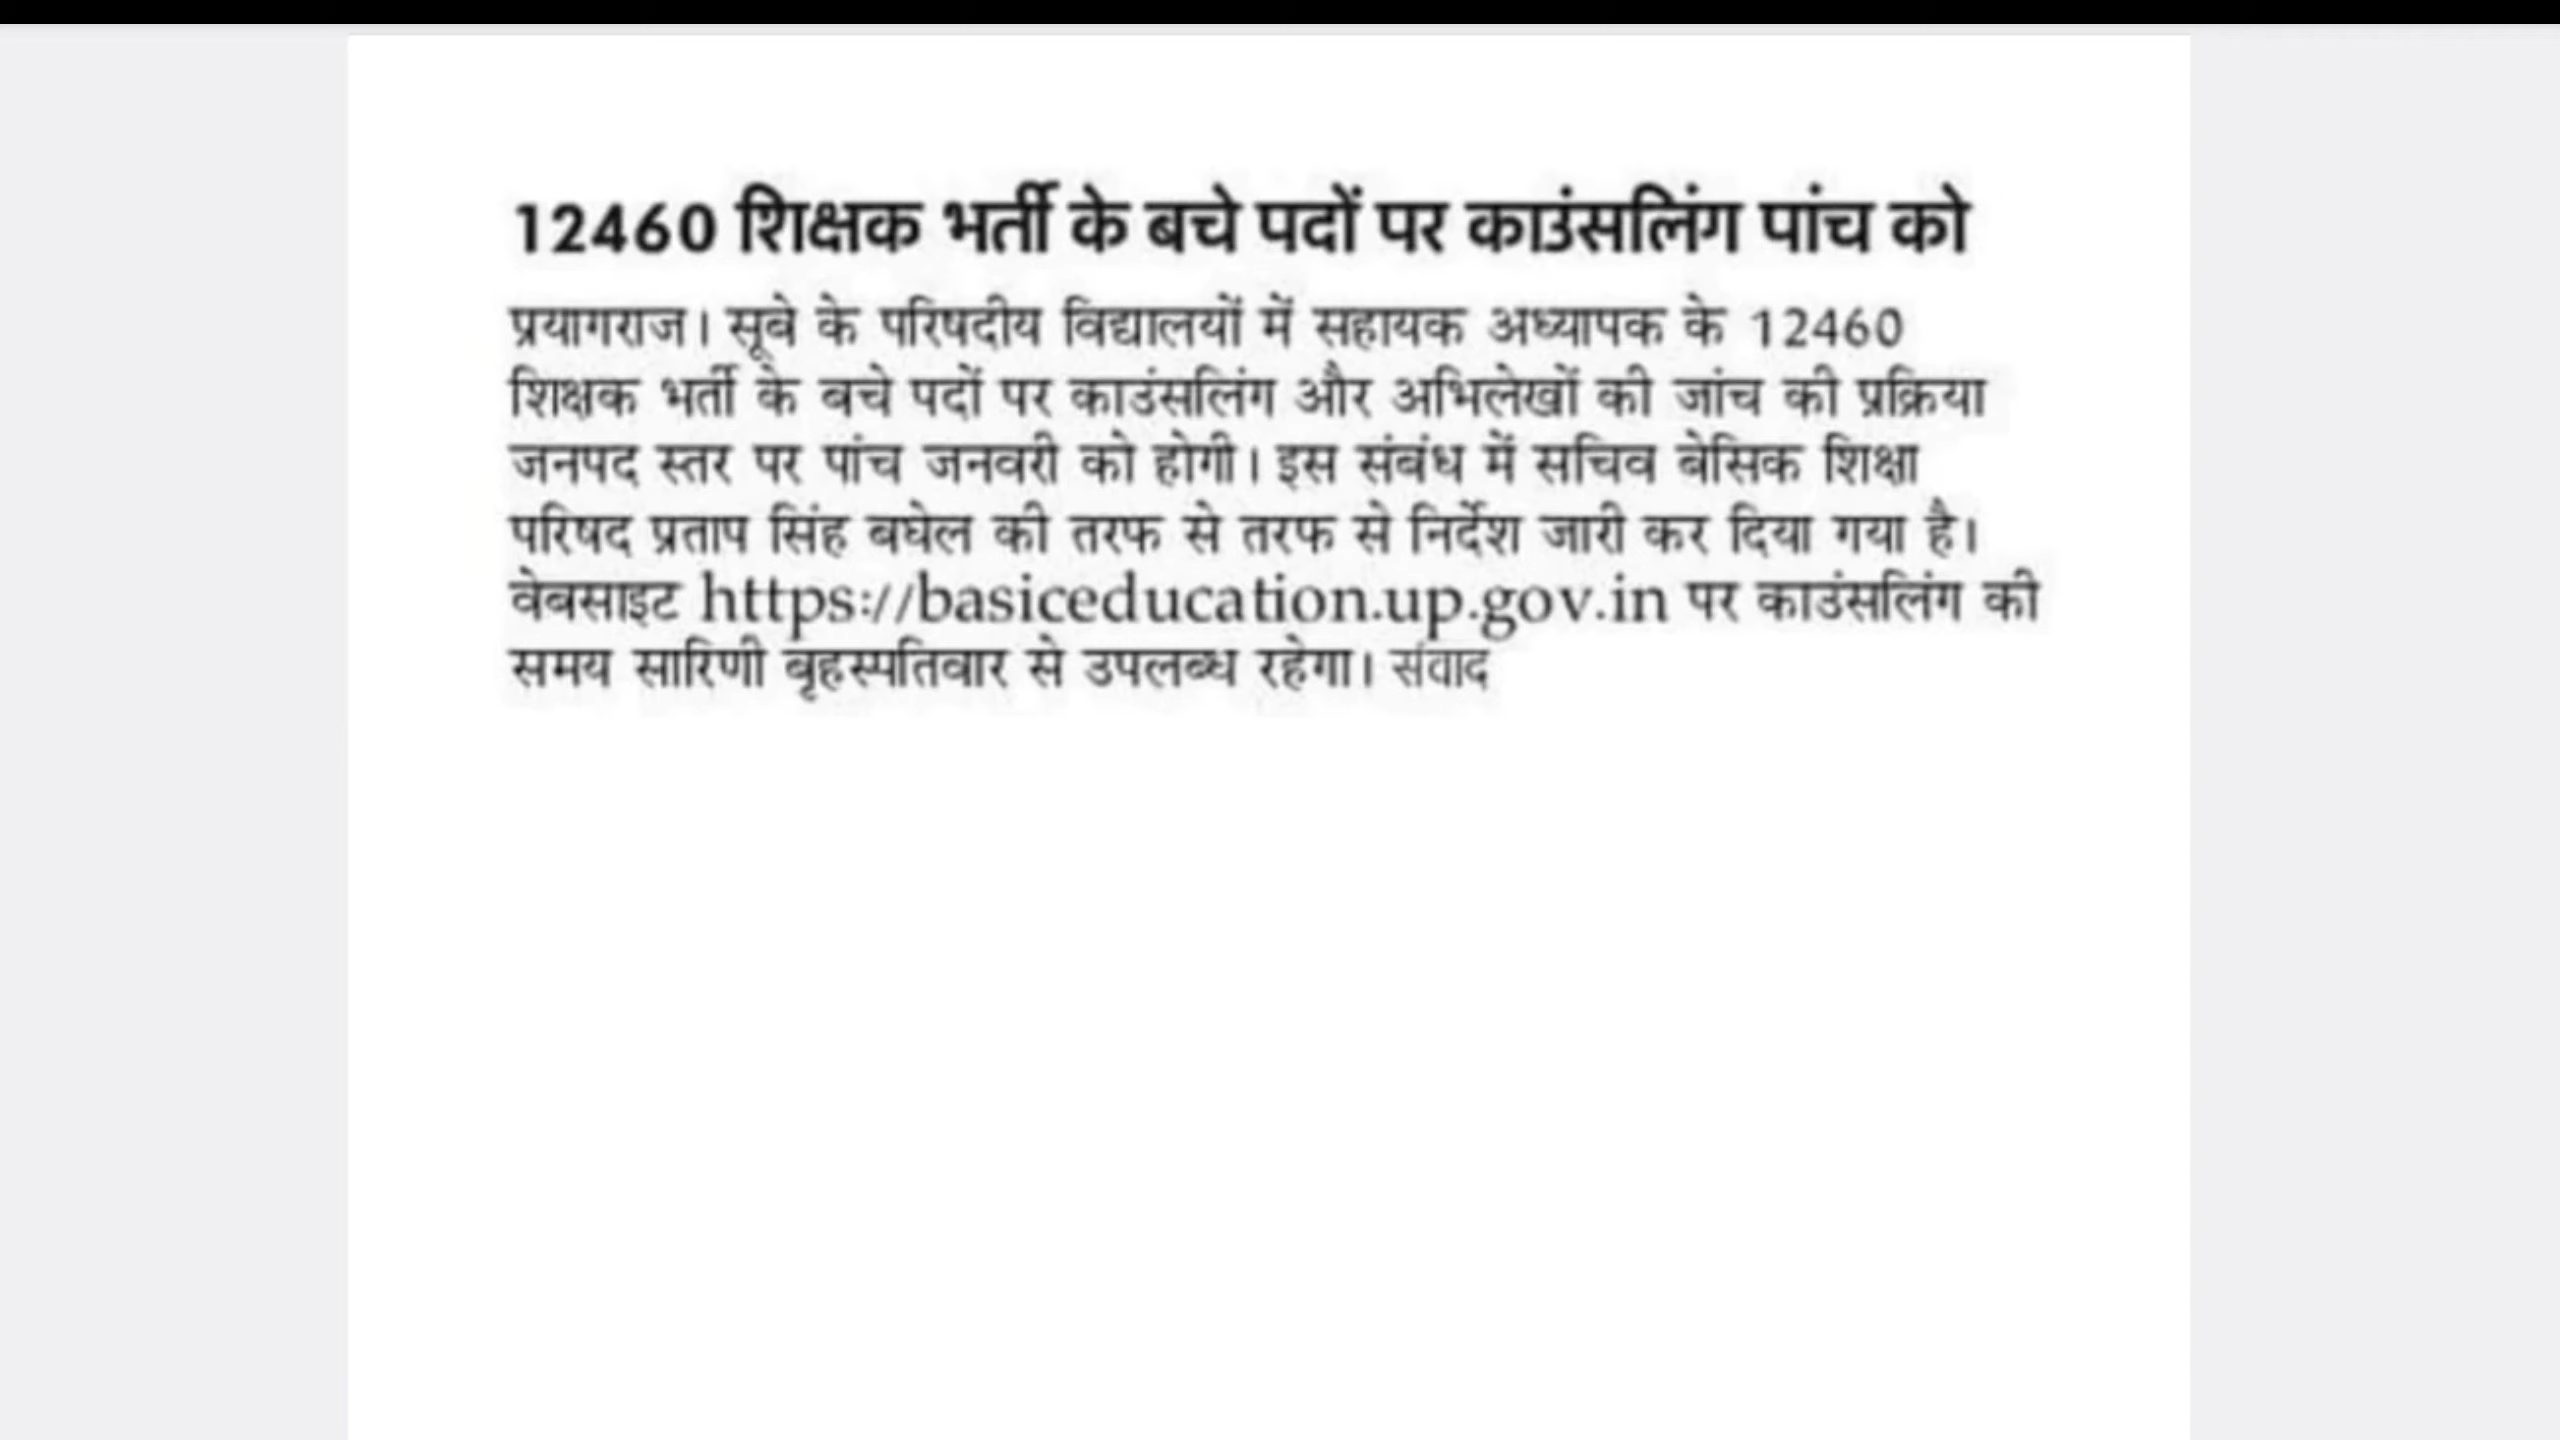 12460 शिक्षक भर्ती के बचे पदों पर काउंसलिंग पांच को
प्रयागराज। सूबे के परिषदीय विद्यालयों में सहायक अध्यापक के 12460
शिक्षक भर्ती के बचे पदों पर काउंसलिंग और अभिलेखों की जांच की प्रक्रिया
जनपद स्तर पर पांच जनवरी को होगी। इस संबंध में सचिव बेसिक शिक्षा
परिषद प्रताप सिंह बघेल की तरफ से तरफ से निर्देश जारी कर दिया गया है।
वेबसाइट https://basiceducation.up.gov.in पर काउंसलिंग की
समय सारिणी बृहस्पतिवार से उपलब्ध रहेगा। संवाद